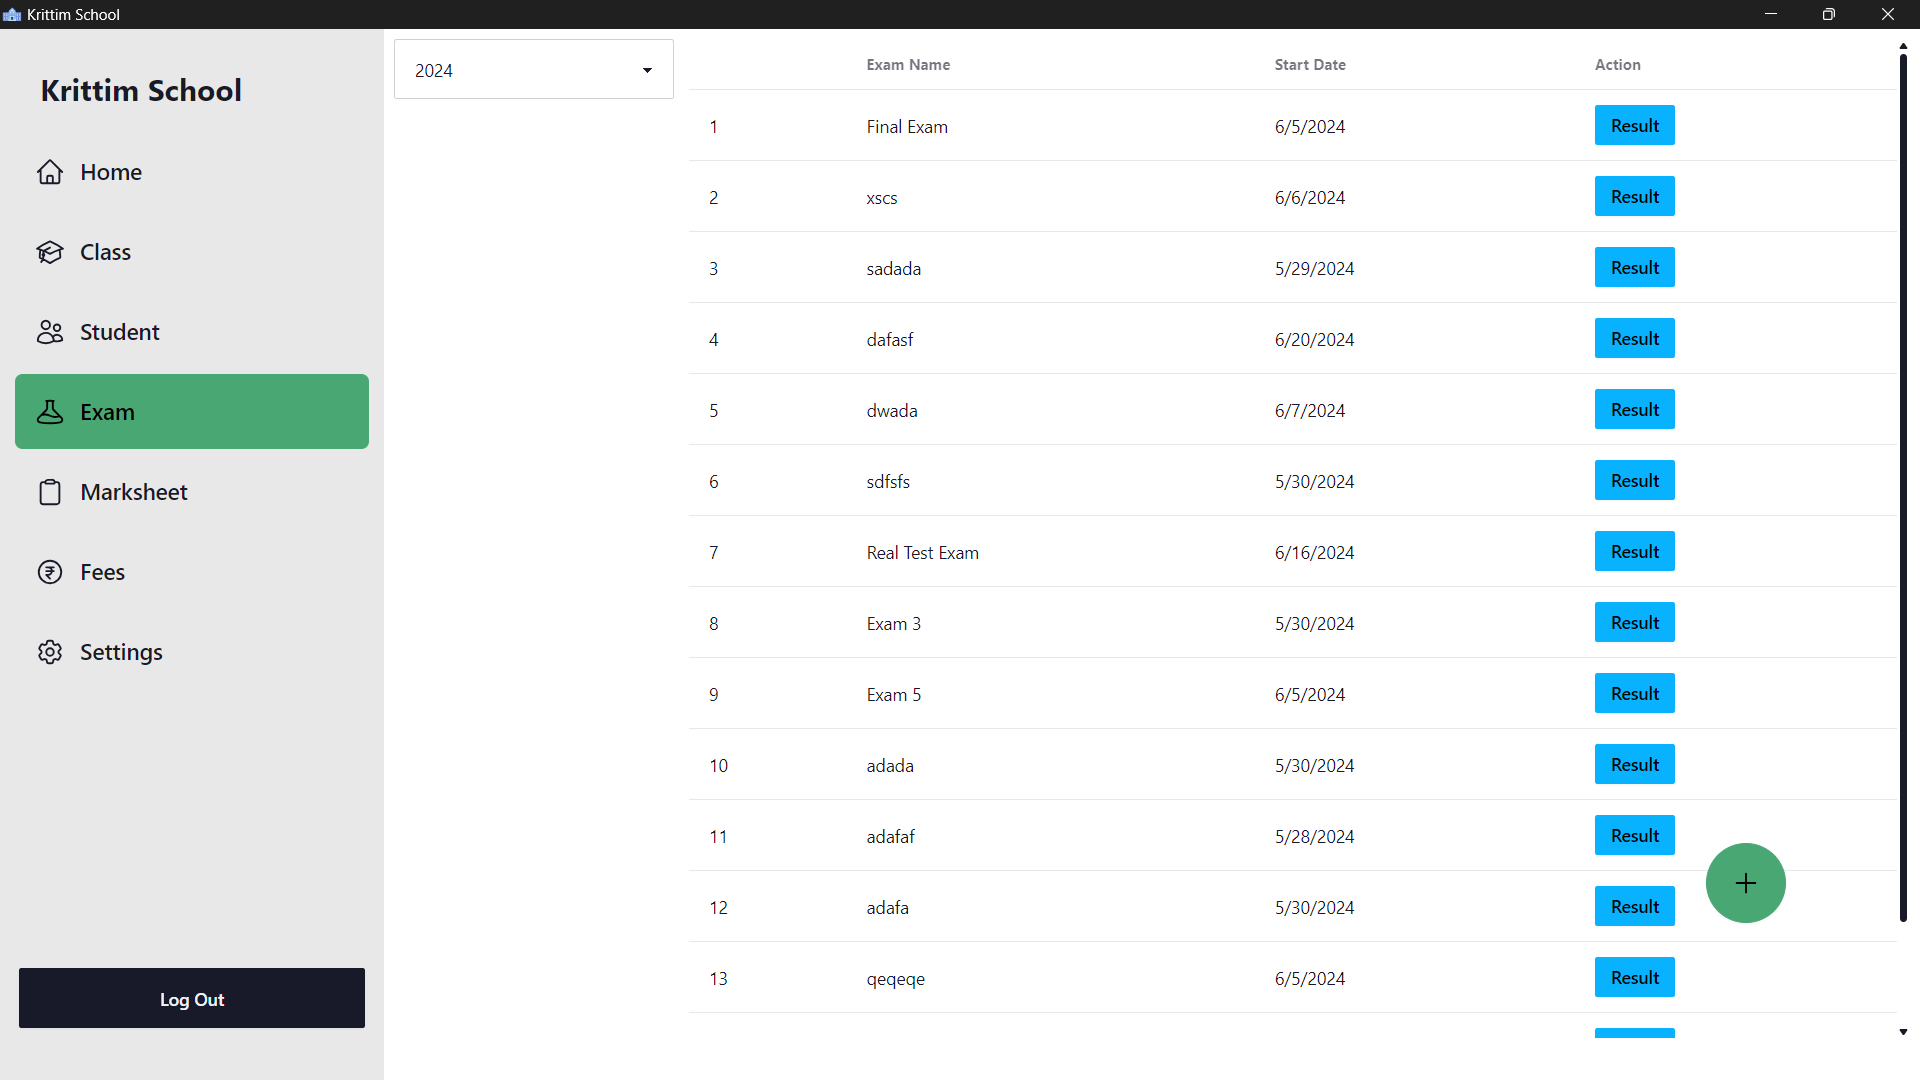 Krittim School
Krittim School
Home
Class
Student
Exam
Marksheet
Fees
Settings
Log Out
2024
Exam Name Start Date Action
1 Final Exam 6/5/2024 Result
2 xscs 6/6/2024 Result
3 sadada 5/29/2024 Result
4 dafasf 6/20/2024 Result
5 dwada 6/7/2024 Result
6 sdfsfs 5/30/2024 Result
7 Real Test Exam 6/16/2024 Result
8 Exam 3 5/30/2024 Result
9 Exam 5 6/5/2024 Result
10 adada 5/30/2024 Result
11 adafaf 5/28/2024 Result
12 adafa 5/30/2024 Result
13 qeqeqe 6/5/2024 Result